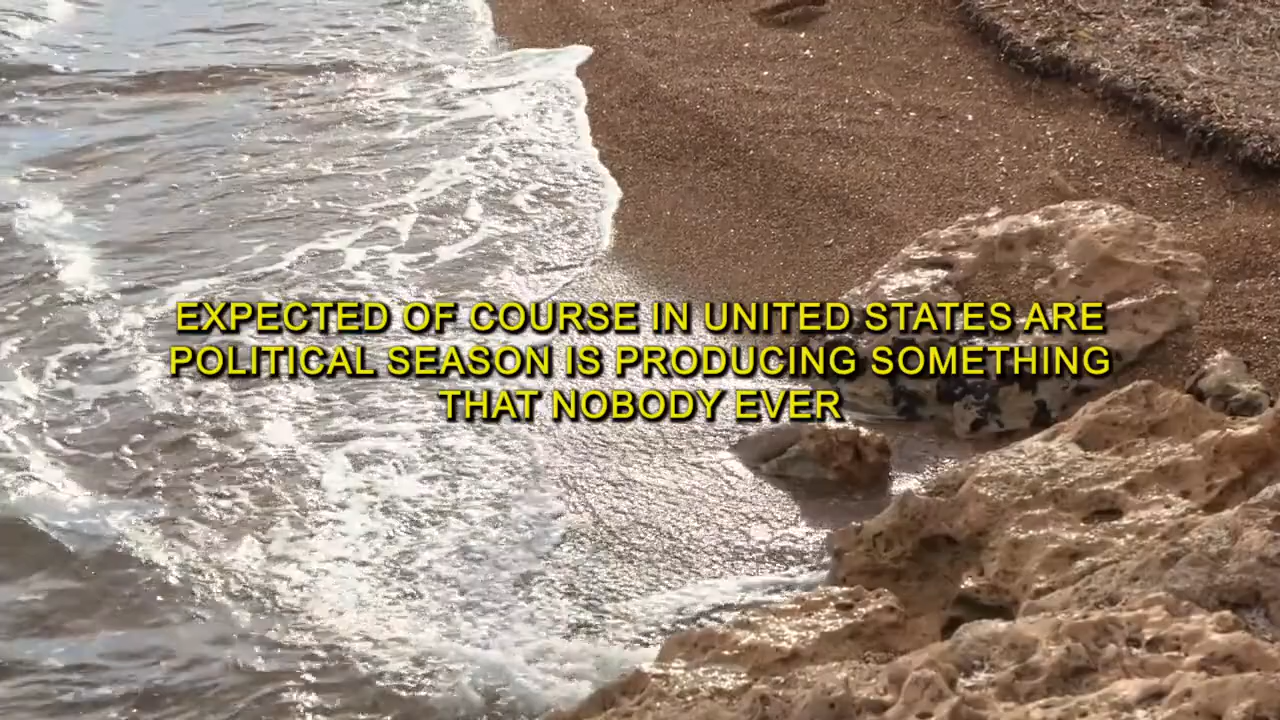 EXPECTED OF COURSE IN UNITED STATES ARE
POLITICAL SEASON IS PRODUCING SOMETHING
THAT NOBODY EVER